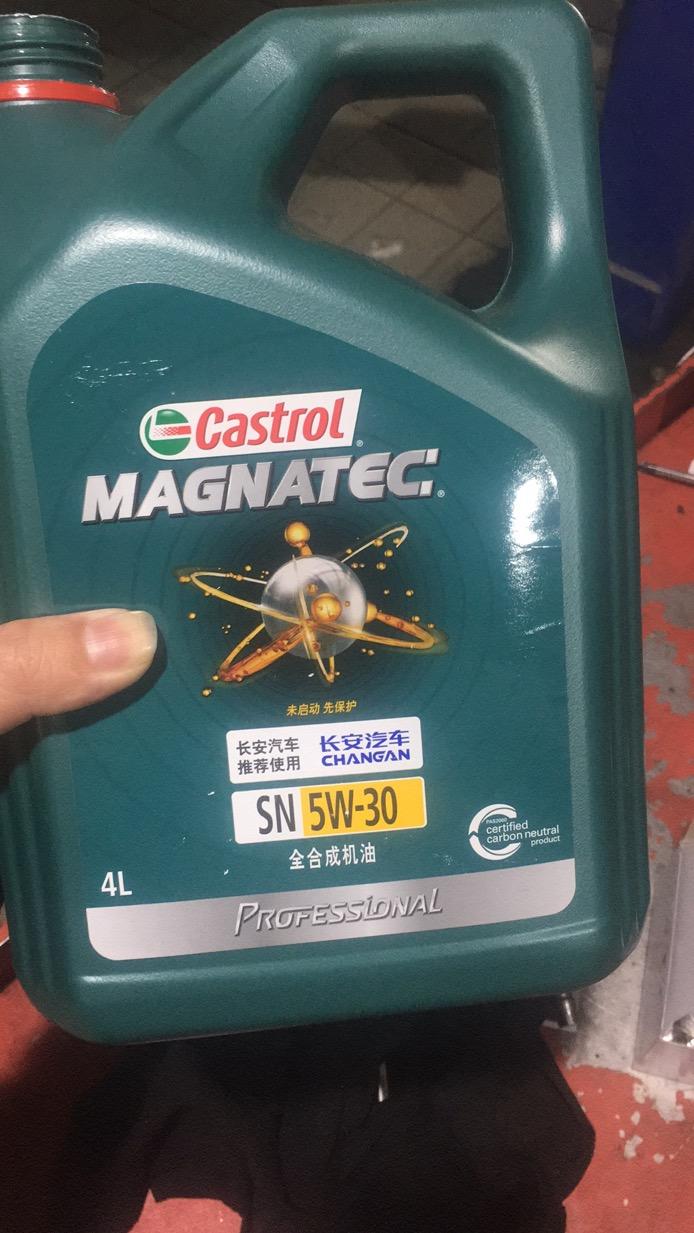 Castrol
MAGNATEC
未启动 先保护
长安汽车
推荐使用
长安汽车
CHANGAN
SN 5W-30
全合成机油
PAS2060
certified
carbon neutral
product
4L
PROFESSIONAL